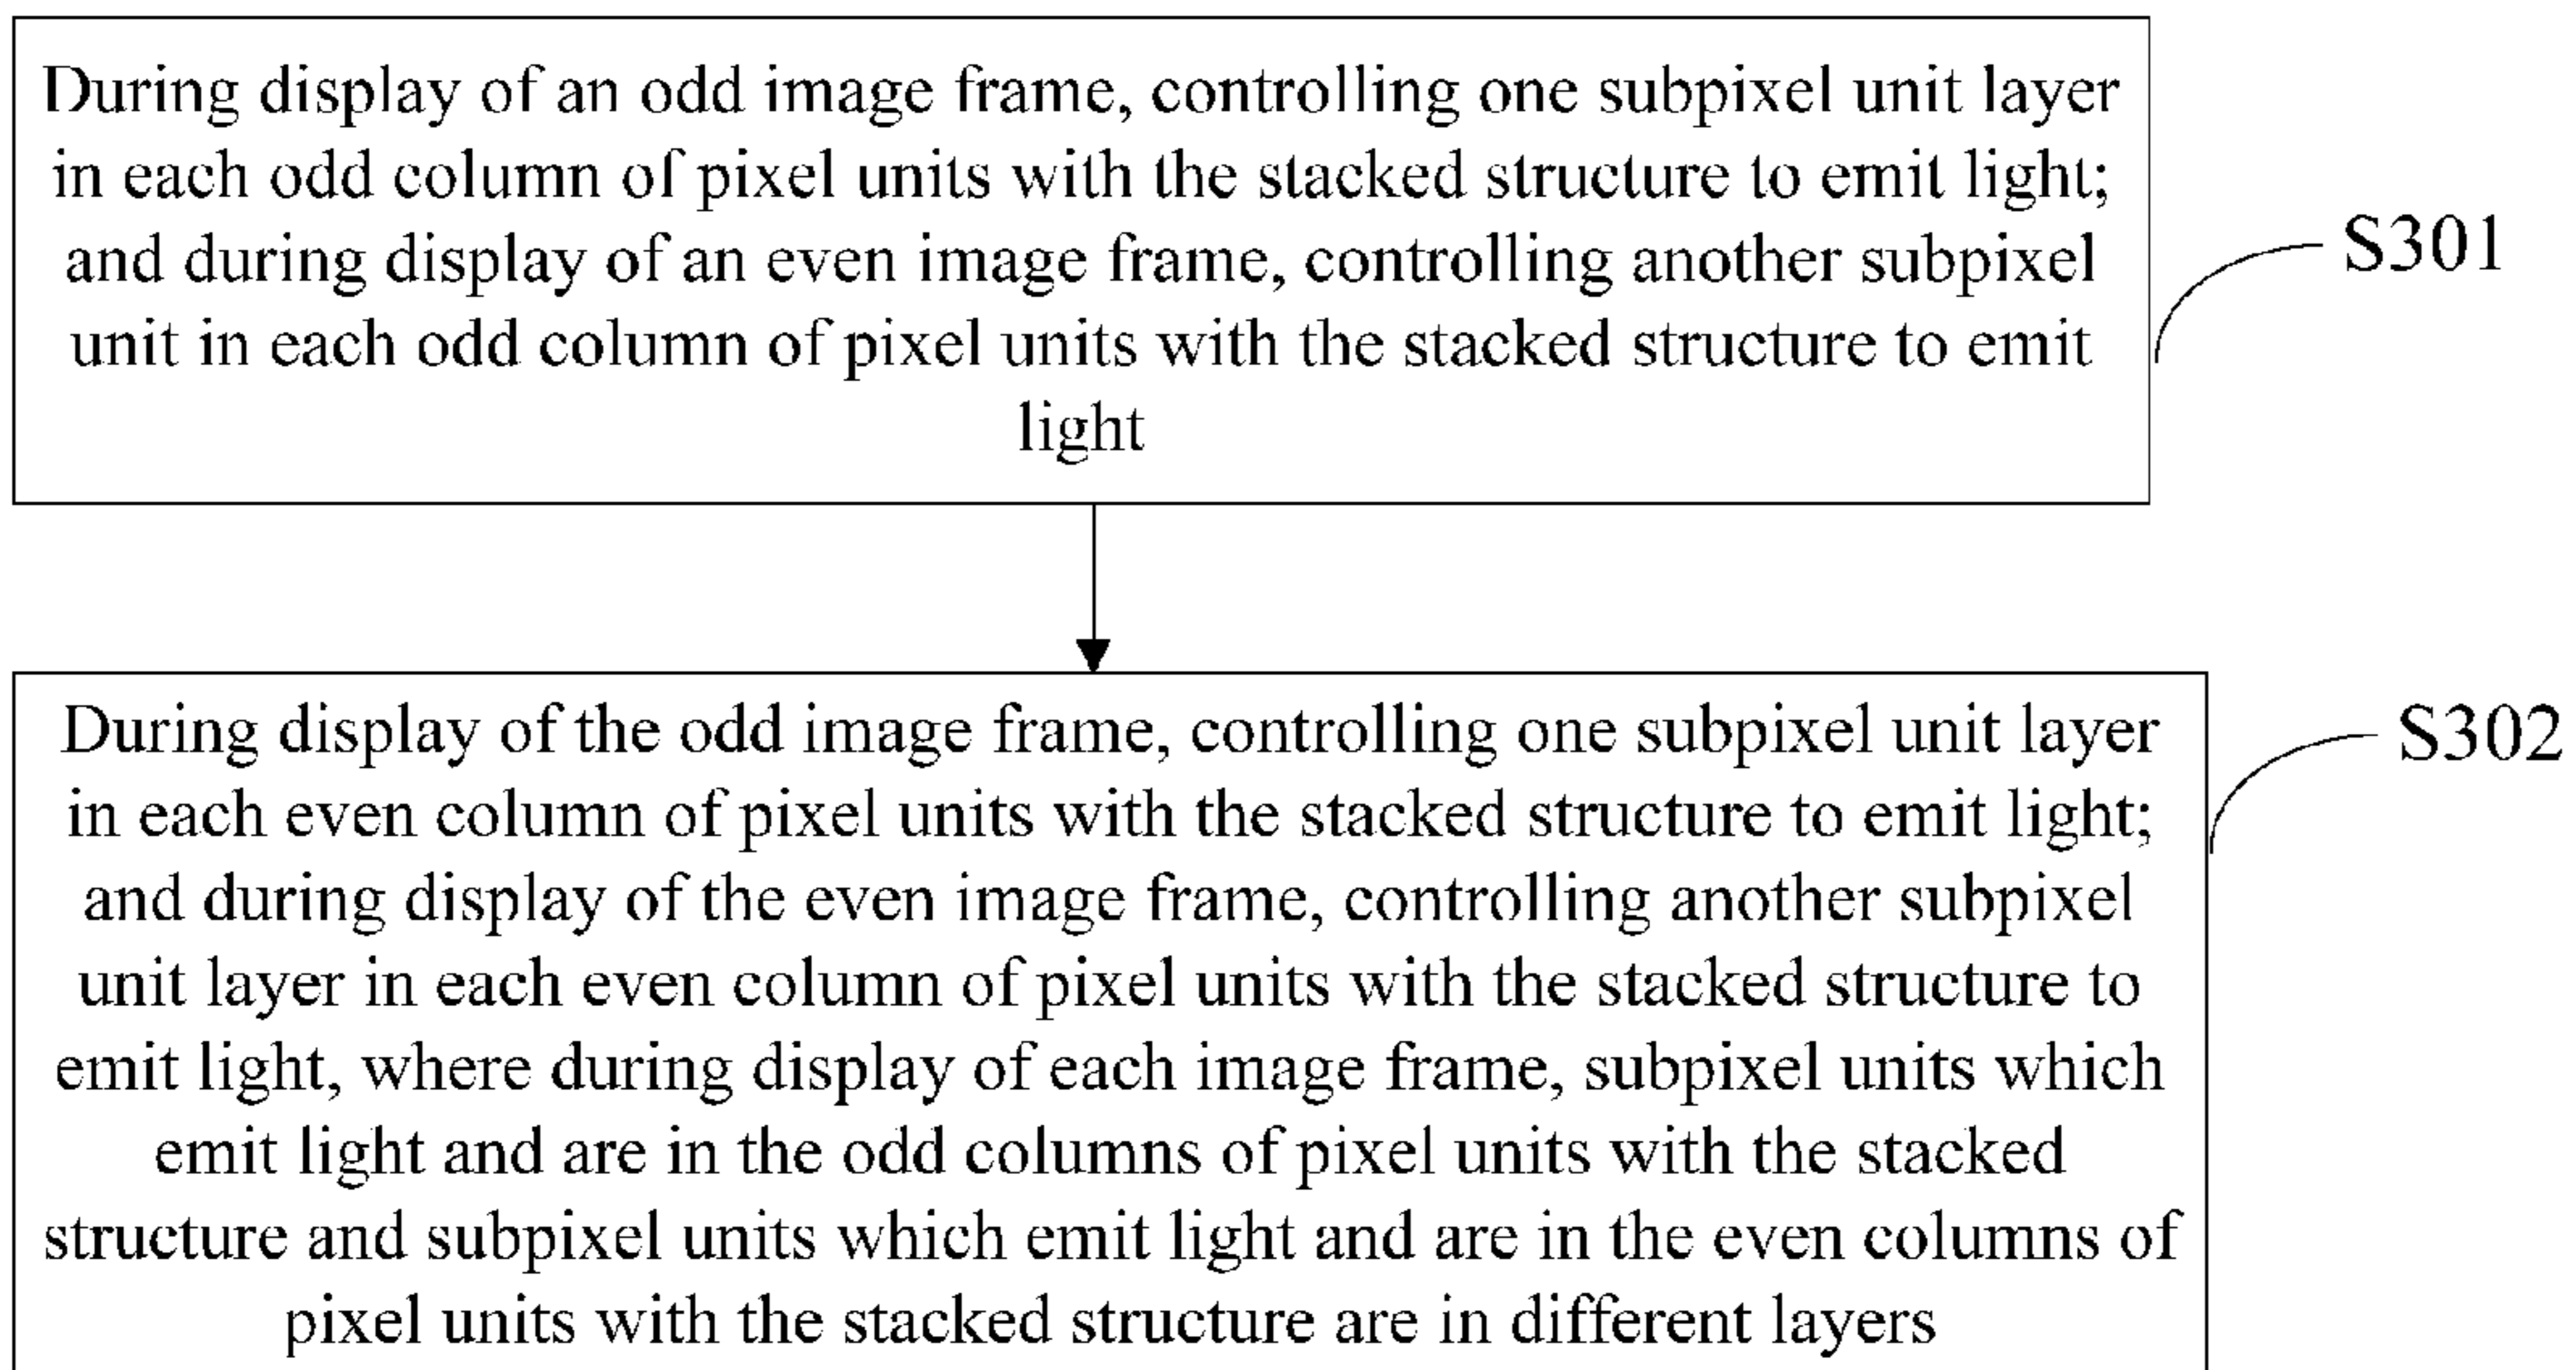 During display of an odd image frame, controlling one subpixel unit layer
in each odd column of pixel units with the stacked structure to emit light;
and during display of an even image frame, controlling another subpixel
unit in each odd column of pixel units with the stacked structure to emit
light
S301
During display of the odd image frame, controlling one subpixel unit layer
in each even column of pixel units with the stacked structure to emit light;
and during display of the even image frame, controlling another subpixel
unit layer in each even column of pixel units with the stacked structure to
emit light, where during display of each image frame, subpixel units which
emit light and are in the odd columns of pixel units with the stacked
structure and subpixel units which emit light and are in the even columns of
pixel units with the stacked structure are in different layers
S302